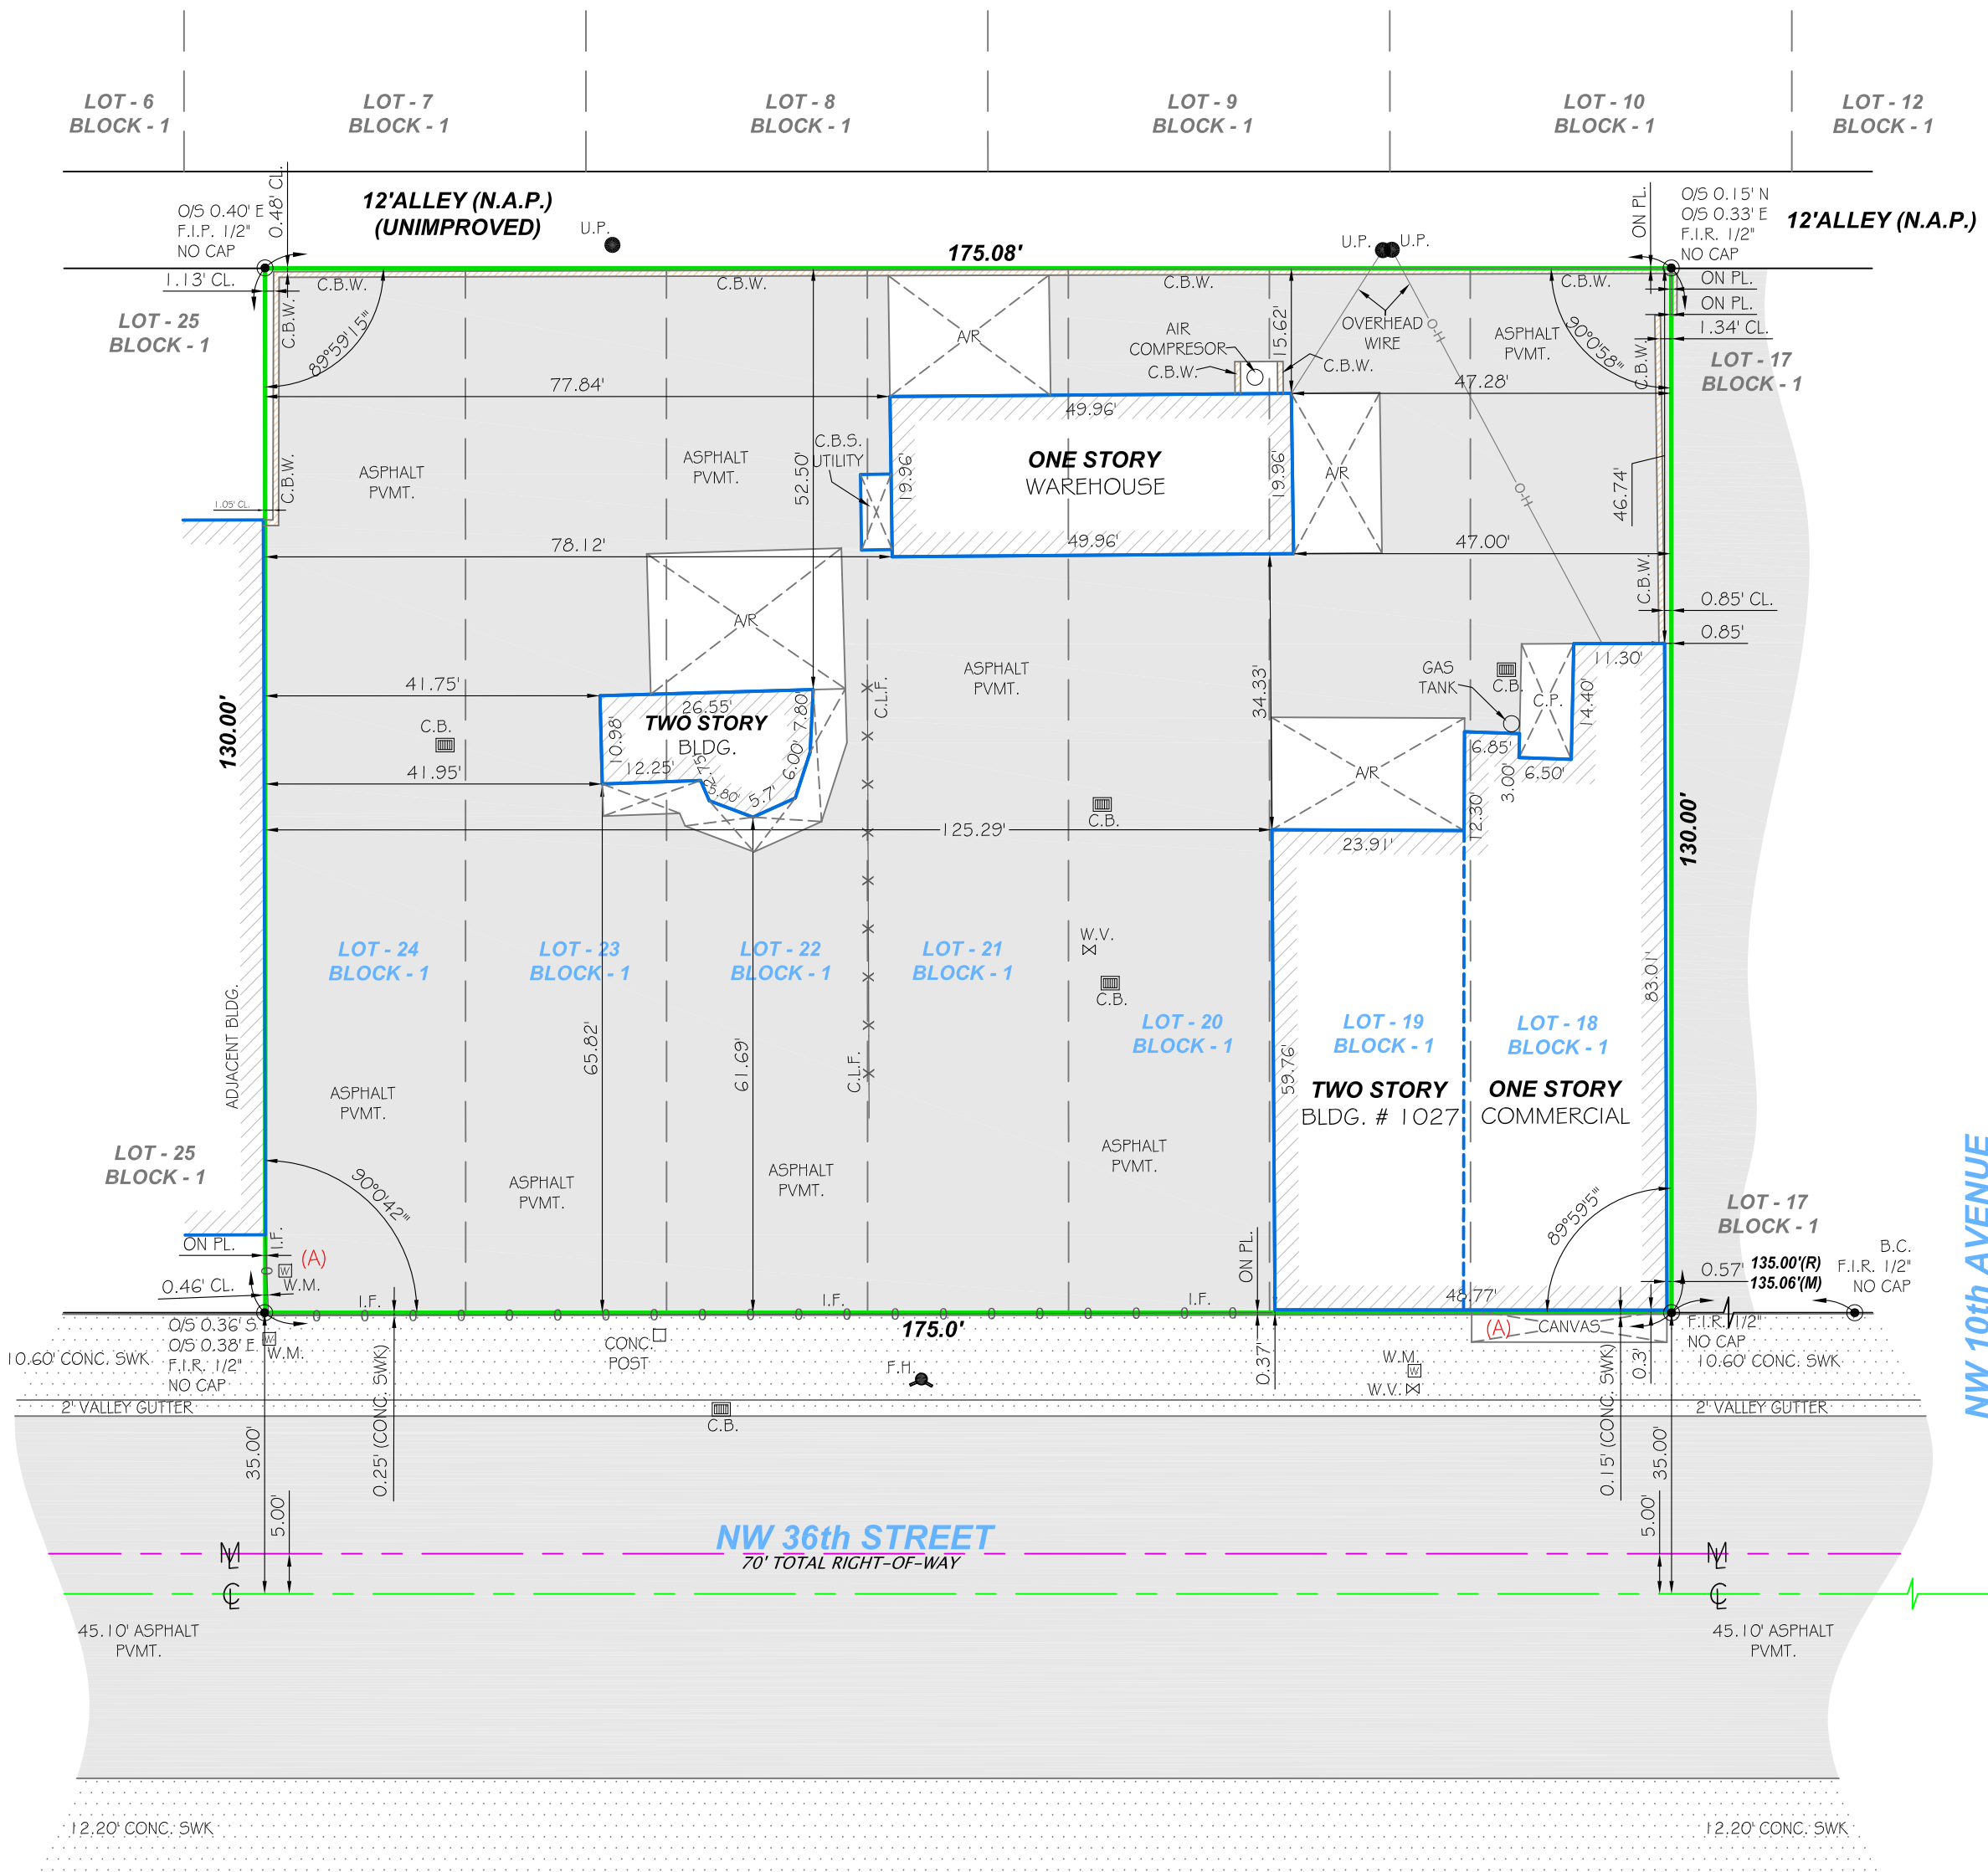 LOT - 6
BLOCK - 1
LOT - 7
BLOCK - 1
LOT - 8
BLOCK - 1
LOT - 9
BLOCK - 1
LOT - 10
BLOCK - 1
LOT - 12
BLOCK - 1
O/S 0.40' E
F.I.P. 1/2"
NO CAP
0.48' CL.
12'ALLEY (N.A.P.)
(UNIMPROVED)
U.P.
175.08'
U.P.
U.P.
ON PL.
O/S 0.15' N
O/S 0.33' E
F.I.R. 1/2"
NO CAP
12'ALLEY (N.A.P.)
1.13' CL.
C.B.W.
C.B.W.
C.B.W.
C.B.W.
ON PL.
ON PL.
1.34' CL.
LOT - 25
BLOCK - 1
C.B.W.
89°59'15"
A/R
AIR
COMPRESOR
C.B.W.
C.B.W.
15.62'
OVERHEAD
WIRE
O-H
ASPHALT
PVMT.
90°0'58"
C.B.W.
LOT - 17
BLOCK - 1
77.84'
49.96'
47.28'
C.B.S.
UTILITY
ASPHALT
PVMT.
ASPHALT
PVMT.
C.B.W.
52.50'
19.96'
ONE STORY
WAREHOUSE
19.96'
A/R
O-H
46.74'
1.05' CL.
78.12'
49.96'
47.00'
C.B.W.
0.85' CL.
0.85'
A/R
ASPHALT
PVMT.
C.L.F.
34.33'
GAS
TANK
C.B.
C.P.
11.30'
14.40'
41.75'
26.55'
7.80'
TWO STORY
BLDG.
10.98'
C.B.
130.00'
41.95'
12.25'
2.75'
5.80'
5.7'
6.00'
A/R
6.85'
3.00'
6.50'
12.30'
130.00'
C.B.
125.29'
23.91'
LOT - 24
BLOCK - 1
LOT - 23
BLOCK - 1
LOT - 22
BLOCK - 1
LOT - 21
BLOCK - 1
W.V.
C.B.
83.01'
ADJACENT BLDG.
LOT - 20
BLOCK - 1
LOT - 19
BLOCK - 1
LOT - 18
BLOCK - 1
65.82'
61.69'
C.L.F.
59.76'
TWO STORY
BLDG. # 1027
ONE STORY
COMMERCIAL
ASPHALT
PVMT.
ASPHALT
PVMT.
ASPHALT
PVMT.
ASPHALT
PVMT.
LOT - 25
BLOCK - 1
90°0'42"
89°59'5"
LOT - 17
BLOCK - 1
NW 10th AVENUE
ON PL.
I.F.
(A)
W
W.M.
0.46' CL.
I.F.
I.F.
I.F.
ON PL.
48.77'
0.57'
135.00'(R)
135.06'(M)
B.C.
F.I.R. 1/2"
NO CAP
O/S 0.36' S
O/S 0.38' E
F.I.R. 1/2"
NO CAP
W
W.M.
175.0'
(A)
CANVAS
F.I.R. 1/2"
NO CAP
10.60' CONC. SWK
CONC.
POST
F.H.
0.37'
W.M.
W
W.V.
0.3'
10.60' CONC. SWK
2' VALLEY GUTTER
C.B.
2' VALLEY GUTTER
35.00'
0.25' (CONC. SWK)
0.15' (CONC. SWK)
35.00'
5.00'
5.00'
NW 36th STREET
70' TOTAL RIGHT-OF-WAY
ML
ML
CL
CL
45.10' ASPHALT
PVMT.
45.10' ASPHALT
PVMT.
12.20' CONC. SWK
12.20' CONC. SWK